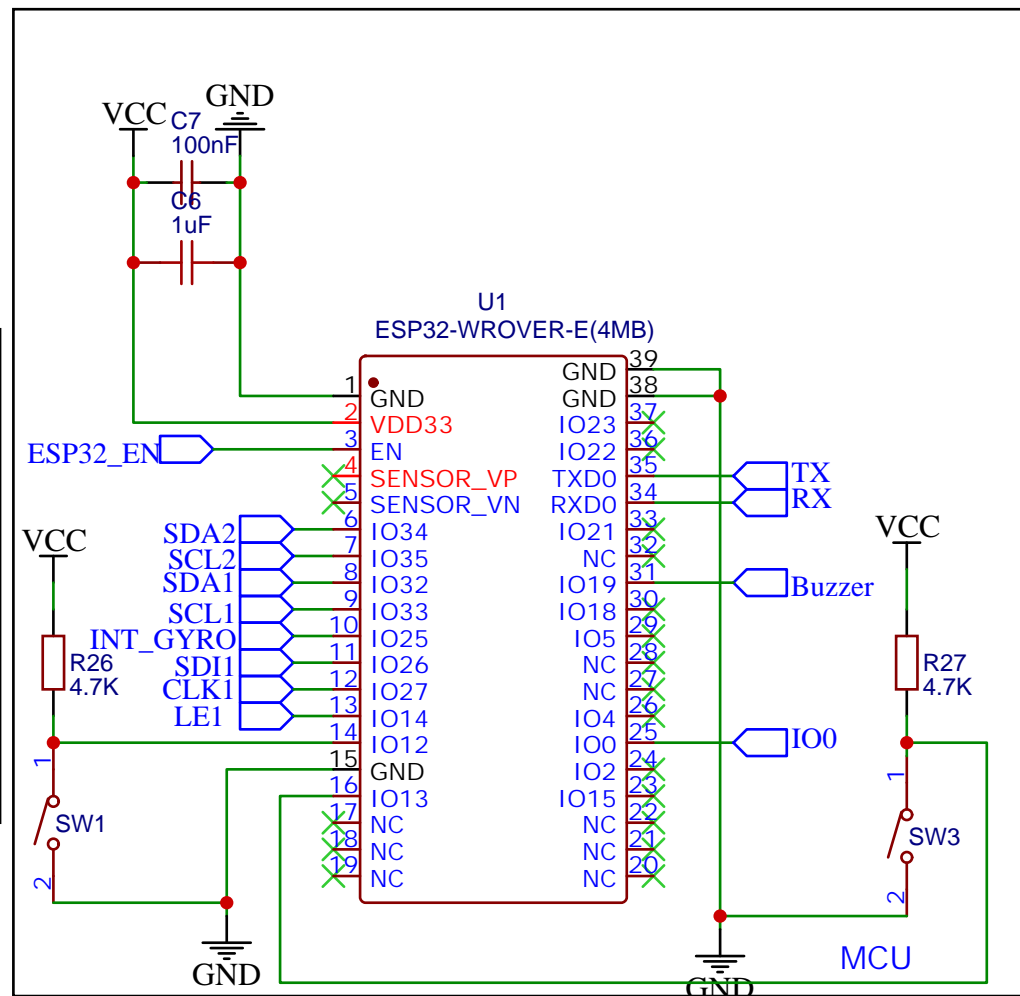 GND
VCC
C7
100nF
C6
1uF
U1
ESP32-WROVER-E(4MB)
1 GND
2 VDD33
ESP32_EN 3 EN
4 SENSOR_VP
5 SENSOR_VN
SDA2 6 IO34
SCL2 7 IO35
SDA1 8 IO32
SCL1 9 IO33
INT_GYRO 10 IO25
SDI1 11 IO26
CLK1 12 IO27
LE1 13 IO14
14 IO12
15 GND
16 IO13
17 NC
18 NC
19 NC
GND 39
GND 38
IO23 37
IO22 36
TXD0 35 TX
RXD0 34 RX
IO21 33
NC 32
IO19 31 Buzzer
IO18 30
IO5 29
NC 28
NC 27
IO4 26
IO0 25 IO0
IO2 24
IO15 23
NC 22
NC 21
NC 20
VCC
R26
4.7K
1
SW1
2
GND
VCC
R27
4.7K
1
SW3
2
GND
MCU